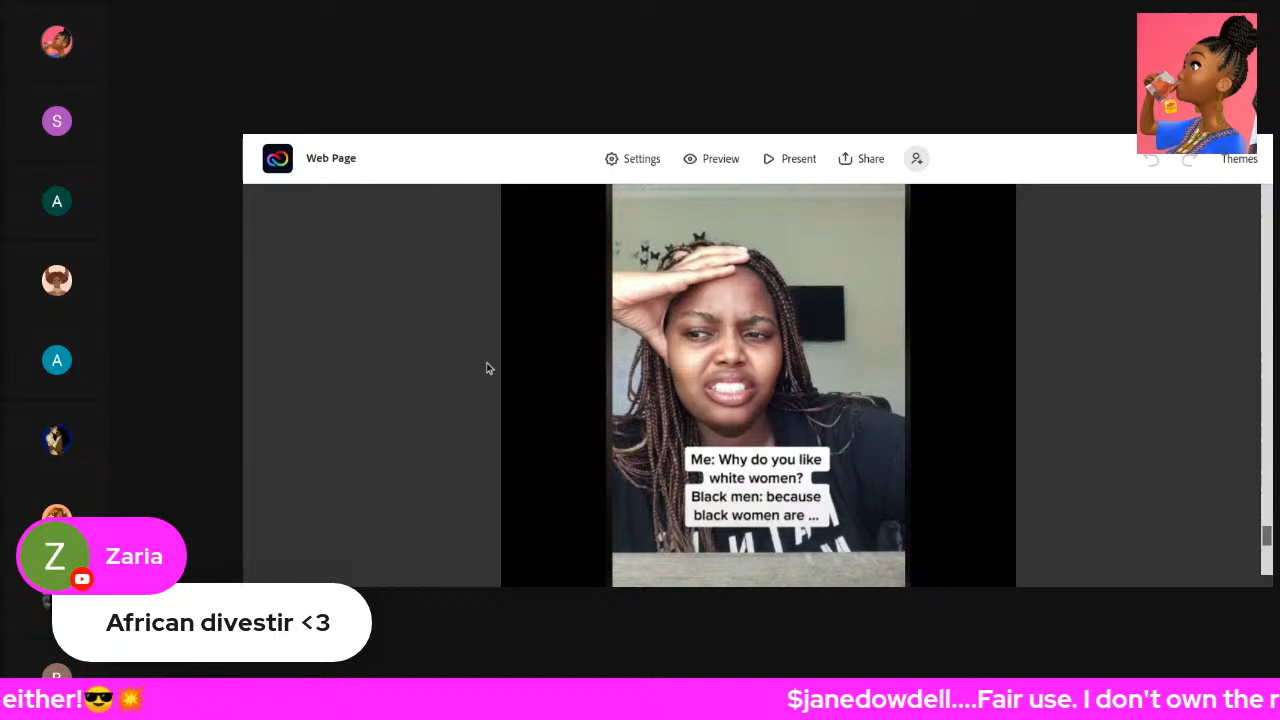 S
A
A
Web Page
Settings
Preview
Present
Share
Themes
Me: Why do you like
white women?
Black men: because
black women are ...
Z
Zaria
African divestir <3
either!😎💥
$janedowdell....Fair use. I don't own the r